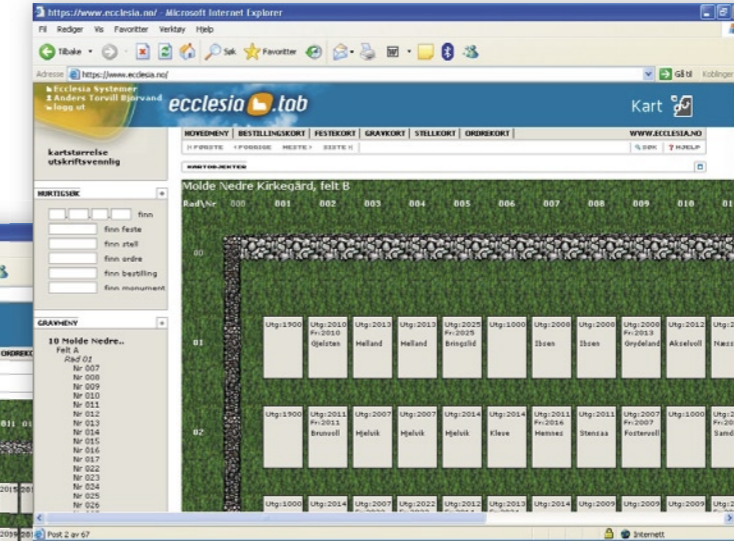 https://www.ecclesia.no/ - Microsoft Internet Explorer
Fil Rediger Vis Favoritter Verktøy Hjelp
Tilbake Søk Favoritter
Adresse https://www.ecclesia.no/ Gå til Koblinger
Ecclesia Systemer
Anders Torvill Bjorvand
logg ut
ecclesia .tab
Kart
HOVEDMENY | BESTILLINGSKORT | FESTEKORT | GRAVKORT | STELLKORT | ORDREKORT |
WWW.ECCLESIA.NO
|< FØRSTE < FORRIGE NESTE > SISTE >|
SØK ? HJELP
KARTOBJEKTER
kartstørrelse
utskriftsvennlig
HURTIGSØK +
finn
finn feste
finn stell
finn ordre
finn bestilling
finn monument
GRAVMENY +
10 Molde Nedre..
Felt A
Rad 01
Nr 007
Nr 008
Nr 009
Nr 010
Nr 011
Nr 012
Nr 013
Nr 014
Nr 015
Nr 016
Nr 017
Nr 022
Nr 023
Nr 024
Nr 025
Nr 026
Molde Nedre Kirkegård, felt B
Rad\Nr 000 001 002 003 004 005 006 007 008 009 010
00
01
Utg:1900 Utg:2010 Utg:2013 Utg:2013 Utg:2025 Utg:1000 Utg:2008 Utg:2008 Utg:2008 Utg:2012
Fr:2010 Fr:2025 Fr:2013
Gjelsten Helland Helland Bringslid Ibsen Ibsen Grydeland Akselvoll
02
Utg:1900 Utg:2011 Utg:2007 Utg:2007 Utg:2014 Utg:2014 Utg:2011 Utg:2011 Utg:2007 Utg:1000
Fr:2011 Fr:2016 Fr:2007
Brunvoll Mjelvik Mjelvik Mjelvik Kleve Hemnes Stensaa Fostervoll
Utg:1000 Utg:2014 Utg:2007 Utg:2022 Utg:2012 Utg:2013 Utg:2014 Utg:2009 Utg:2009 Utg:2009
Post 2 av 67
Internett